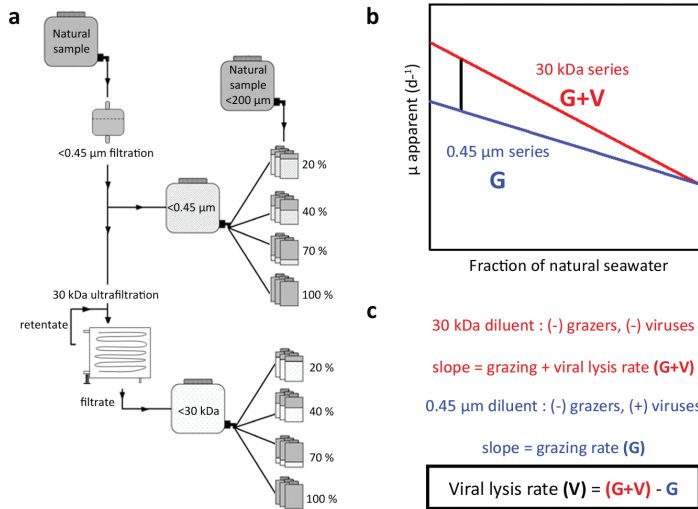 a
Natural
sample
Natural
sample
<200 µm
<0.45 µm filtration
<0.45 µm
20 %
40 %
70 %
100 %
30 kDa ultrafiltration
retentate
filtrate
<30 kDa
20 %
40 %
70 %
100 %
b
µ apparent (d-1)
30 kDa series
G+V
0.45 µm series
G
Fraction of natural seawater
c
30 kDa diluent : (-) grazers, (-) viruses
slope = grazing + viral lysis rate (G+V)
0.45 µm diluent : (-) grazers, (+) viruses
slope = grazing rate (G)
Viral lysis rate (V) = (G+V) - G